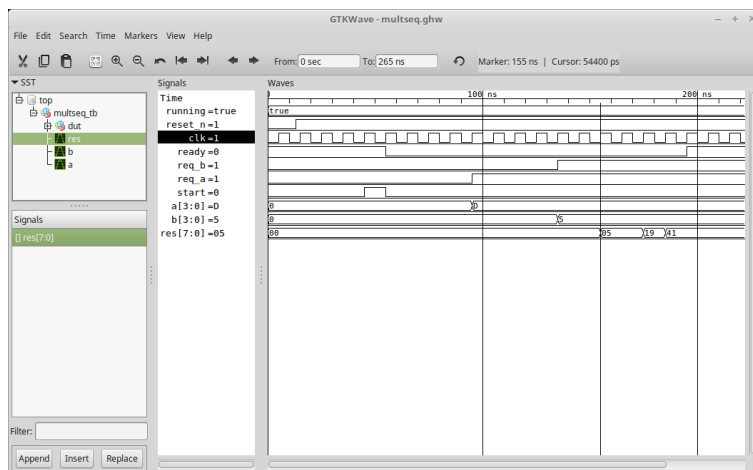 GTKWave - multseq.ghw
File Edit Search Time Markers View Help
From: 0 sec To: 265 ns Marker: 155 ns | Cursor: 54400 ps
SST
top
multseq_tb
dut
res
b
a
Signals
[] res[7:0]
Filter:
Append Insert Replace
Signals
Time
running=true
reset_n=1
clk=1
ready=0
req_b=1
req_a=1
start=0
a[3:0]=D
b[3:0]=5
res[7:0]=05
Waves
100 ns 200 ns
true
0 D
0 5
00 05 19 41